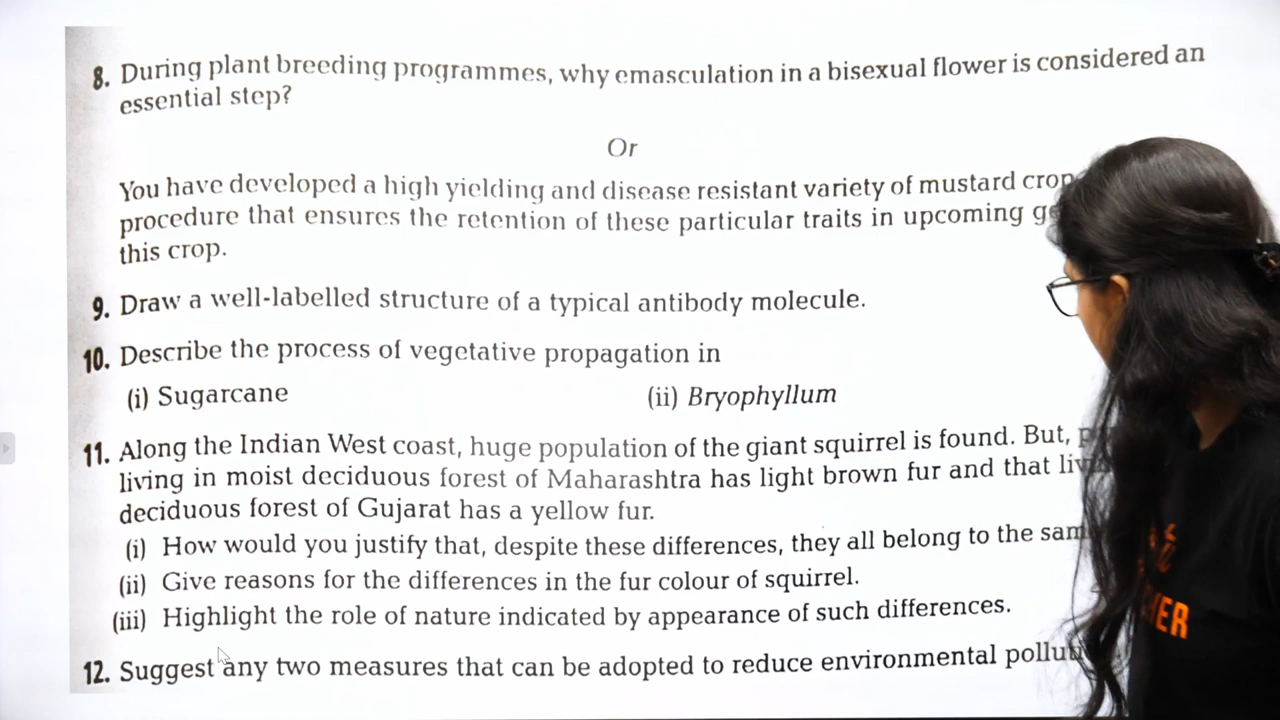 8. During plant breeding programmes, why emasculation in a bisexual flower is considered an
essential step?
Or
You have developed a high yielding and disease resistant variety of mustard crop
procedure that ensures the retention of these particular traits in upcoming
this crop.
9. Draw a well-labelled structure of a typical antibody molecule.
10. Describe the process of vegetative propagation in
(i) Sugarcane (ii) Bryophyllum
11. Along the Indian West coast, huge population of the giant squirrel is found. But,
living in moist deciduous forest of Maharashtra has light brown fur and that
deciduous forest of Gujarat has a yellow fur.
(i) How would you justify that, despite these differences, they all belong to the
(ii) Give reasons for the differences in the fur colour of squirrel.
(iii) Highlight the role of nature indicated by appearance of such differences.
12. Suggest any two measures that can be adopted to reduce environmental